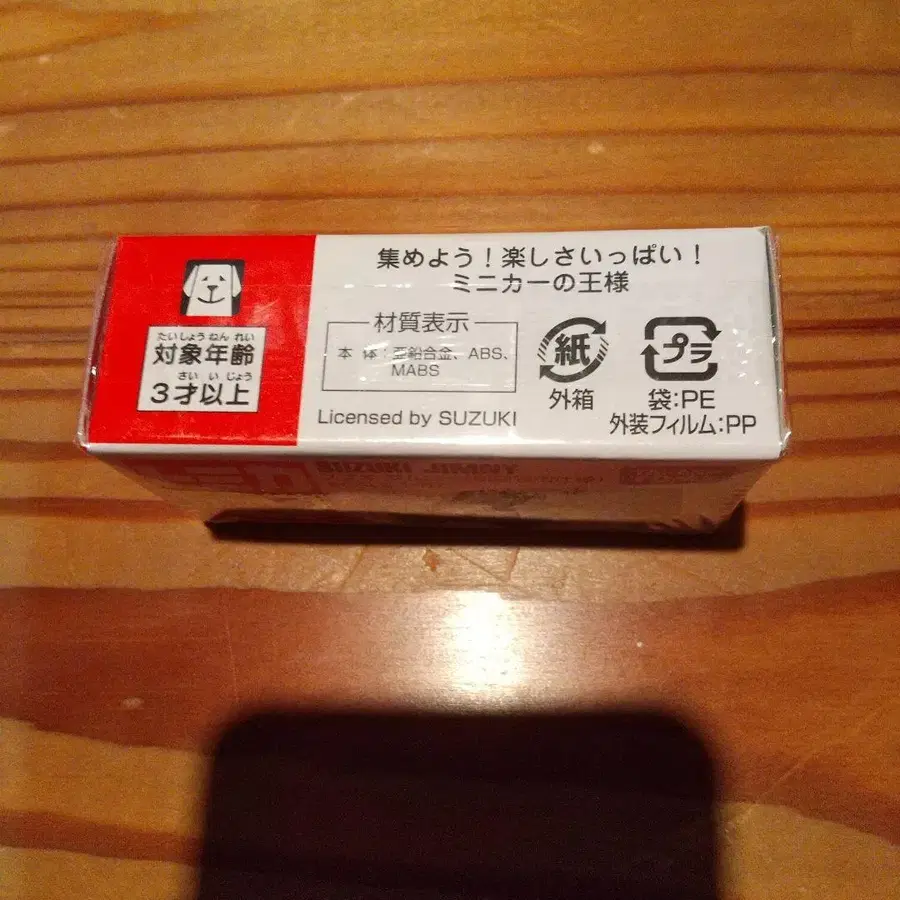 たいしょうねんれい
対象年齢
さいいじょう
3才以上
集めよう!楽しさいっぱい!
ミニカーの王様
材質表示
本体:亜鉛合金、ABS、
MABS
Licensed by SUZUKI
紙
外箱
プラ
袋:PE
外装フィルム:PP
SUZUKI JIMNY